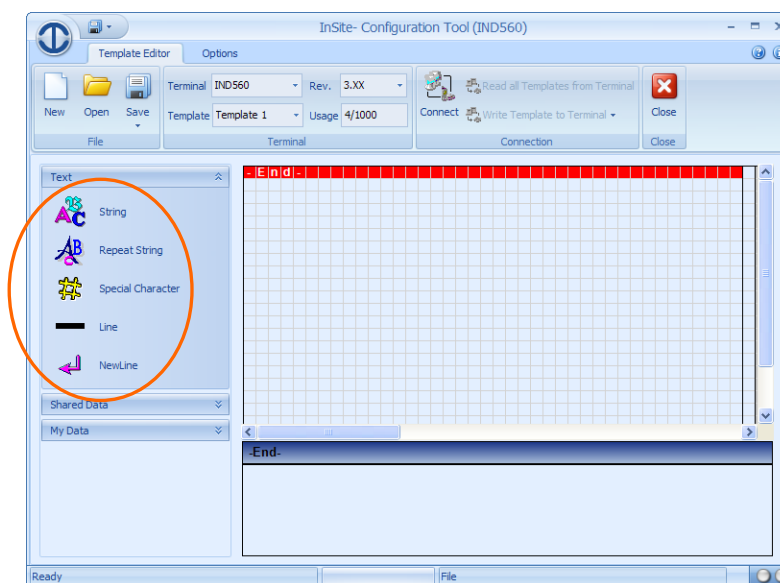 InSite- Configuration Tool (IND560)
Template Editor Options
Terminal IND560 Rev. 3.XX
Read all Templates from Terminal
New Open Save
Template Template 1 Usage 4/1000
Connect Write Template to Terminal
Close
File Terminal Connection Close
Text
-End-
String
Repeat String
Special Character
Line
NewLine
Shared Data
My Data
-End-
Ready File